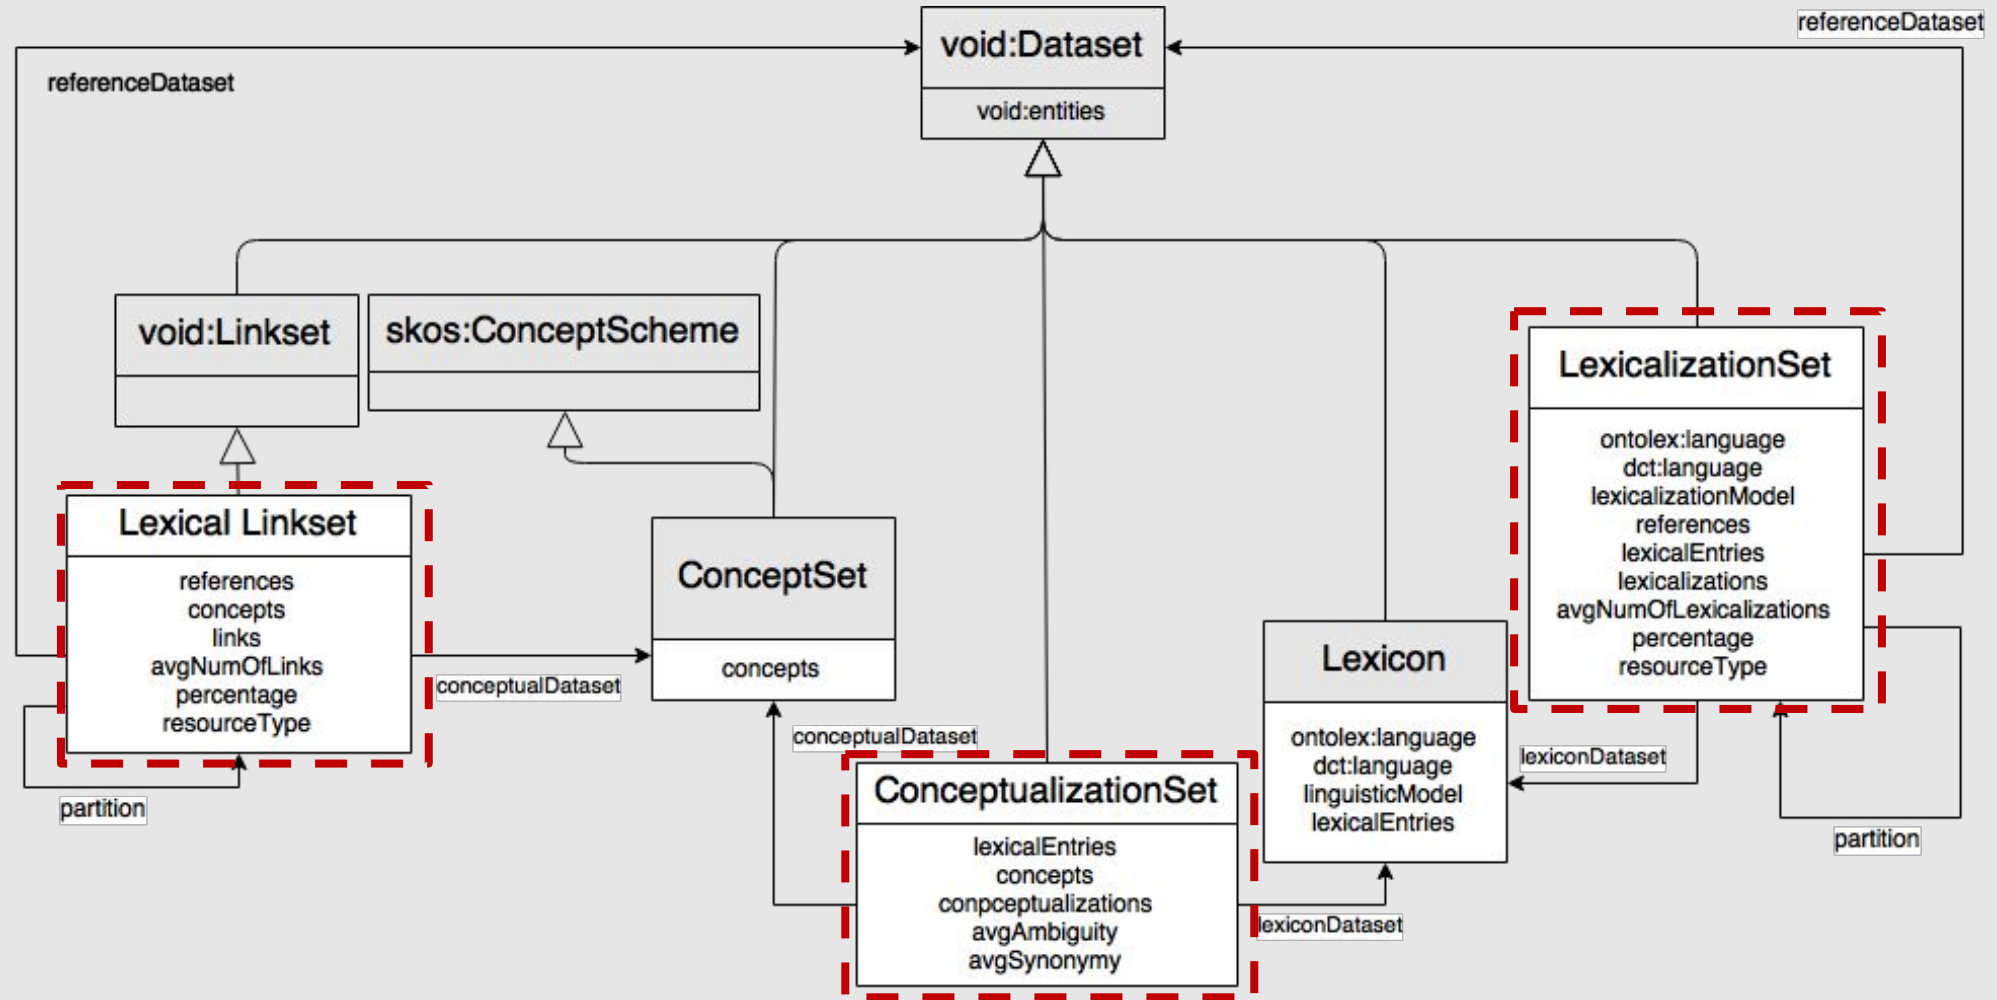 void:Dataset
void:entities
referenceDataset
referenceDataset
void:Linkset
skos:ConceptScheme
LexicalizationSet
ontolex:language
dct:language
lexicalizationModel
references
lexicalEntries
lexicalizations
avgNumOfLexicalizations
percentage
resourceType
Lexical Linkset
references
concepts
links
avgNumOfLinks
percentage
resourceType
ConceptSet
concepts
conceptualDataset
partition
conceptualDataset
ConceptualizationSet
lexicalEntries
concepts
conpceptualizations
avgAmbiguity
avgSynonymy
Lexicon
ontolex:language
dct:language
linguisticModel
lexicalEntries
lexiconDataset
lexiconDataset
partition